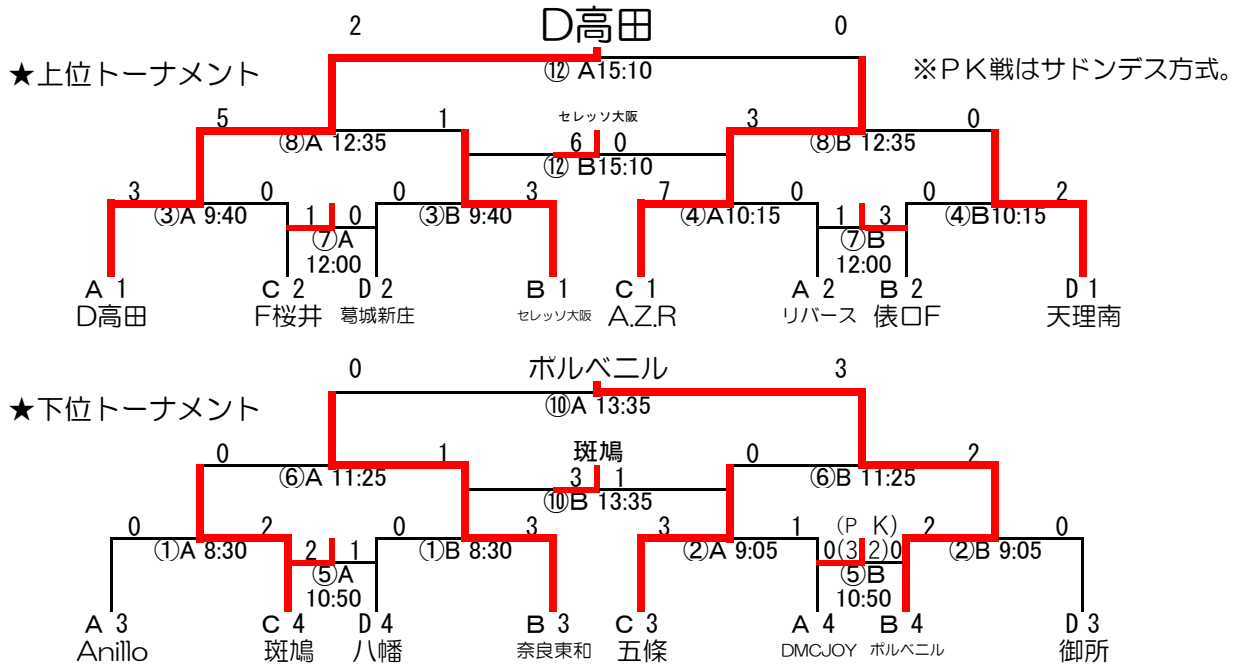 2 D高田 0
★上位トーナメント ⑫ A15:10 ※ＰＫ戦はサドンデス方式。
5 1 セレッソ大阪 3 0
⑧A 12:35 6 0 ⑧B 12:35
⑫ B15:10
3 0 0 3 7 0 0 2
③A 9:40 1 0 ③B 9:40 ④A10:15 1 3 ④B10:15
⑦A ⑦B
12:00 12:00
A 1 C 2 D 2 B 1 C 1 A 2 B 2 D 1
D高田 F桜井 葛城新庄 セレッソ大阪 A.Z.R リバース 俵口F 天理南
0 ポルベニル 3
★下位トーナメント ⑩A 13:35
0 1 斑鳩 0 2
⑥A 11:25 3 1 ⑥B 11:25
⑩B 13:35
0 2 0 3 3 1 (P K) 2 0
①A 8:30 2 1 ①B 8:30 ②A 9:05 0(3 2)0 ②B 9:05
⑤A ⑤B
10:50 10:50
A 3 C 4 D 4 B 3 C 3 A 4 B 4 D 3
Anillo 斑鳩 八幡 奈良東和 五條 DMCJOY ポルベニル 御所